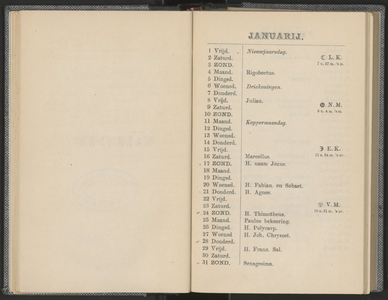 JANUARIJ.
1 Vrijd. Nieuwjaarsdag.
2 Zaturd. L. K.
3 ZOND.
4 Maand. Rigobertus.
5 Dingsd.
6 Woensd. Driekoningen.
7 Donderd.
8 Vrijd. Julian.
9 Zaturd. N. M.
10 ZOND.
11 Maand. Koppermaandag.
12 Dingsd.
13 Woensd.
14 Donderd.
15 Vrijd. E. K.
16 Zaturd. Marcellus.
17 ZOND. H. naam Jezus.
18 Maand.
19 Dingsd.
20 Woensd. H. Fabian. en Sebast.
21 Donderd. H. Agnes.
22 Vrijd.
23 Zaturd. V. M.
24 ZOND. H. Thimotheus.
25 Maand. Paulus bekeering.
26 Dingsd. H. Polycarp.
27 Woensd. H. Joh. Chrysost.
28 Donderd.
29 Vrijd. H. Franc. Sal.
30 Zaturd.
31 ZOND. Sexagesima.